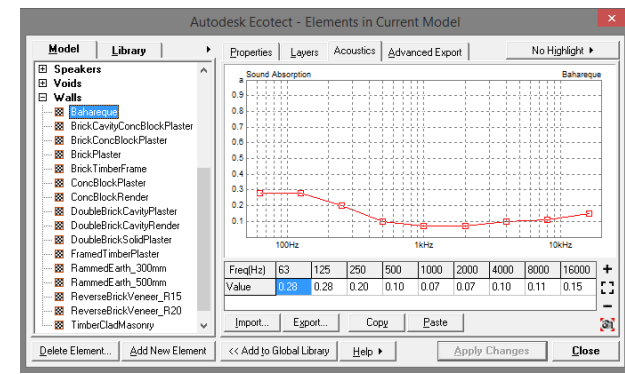 Autodesk Ecotect - Elements in Current Model
Model
Library
Speakers
Voids
Walls
Bahareque
BrickCavityConcBlockPlaster
BrickConcBlockPlaster
BrickPlaster
BrickTimberFrame
ConcBlockPlaster
ConcBlockRender
DoubleBrickCavityPlaster
DoubleBrickCavityRender
DoubleBrickSolidPlaster
FramedTimberPlaster
RammedEarth_300mm
RammedEarth_500mm
ReverseBrickVeneer_R15
ReverseBrickVeneer_R20
TimberCladMasonry
Properties Layers Acoustics Advanced Export No Highlight
a Sound Absorption Bahareque
0.9
0.8
0.7
0.6
0.5
0.4
0.3
0.2
0.1
100Hz 1kHz 10kHz
Freq(Hz) 63 125 250 500 1000 2000 4000 8000 16000
Value 0.28 0.28 0.20 0.10 0.07 0.07 0.10 0.11 0.15
Import... Export... Copy Paste
Delete Element... Add New Element << Add to Global Library Help Apply Changes Close